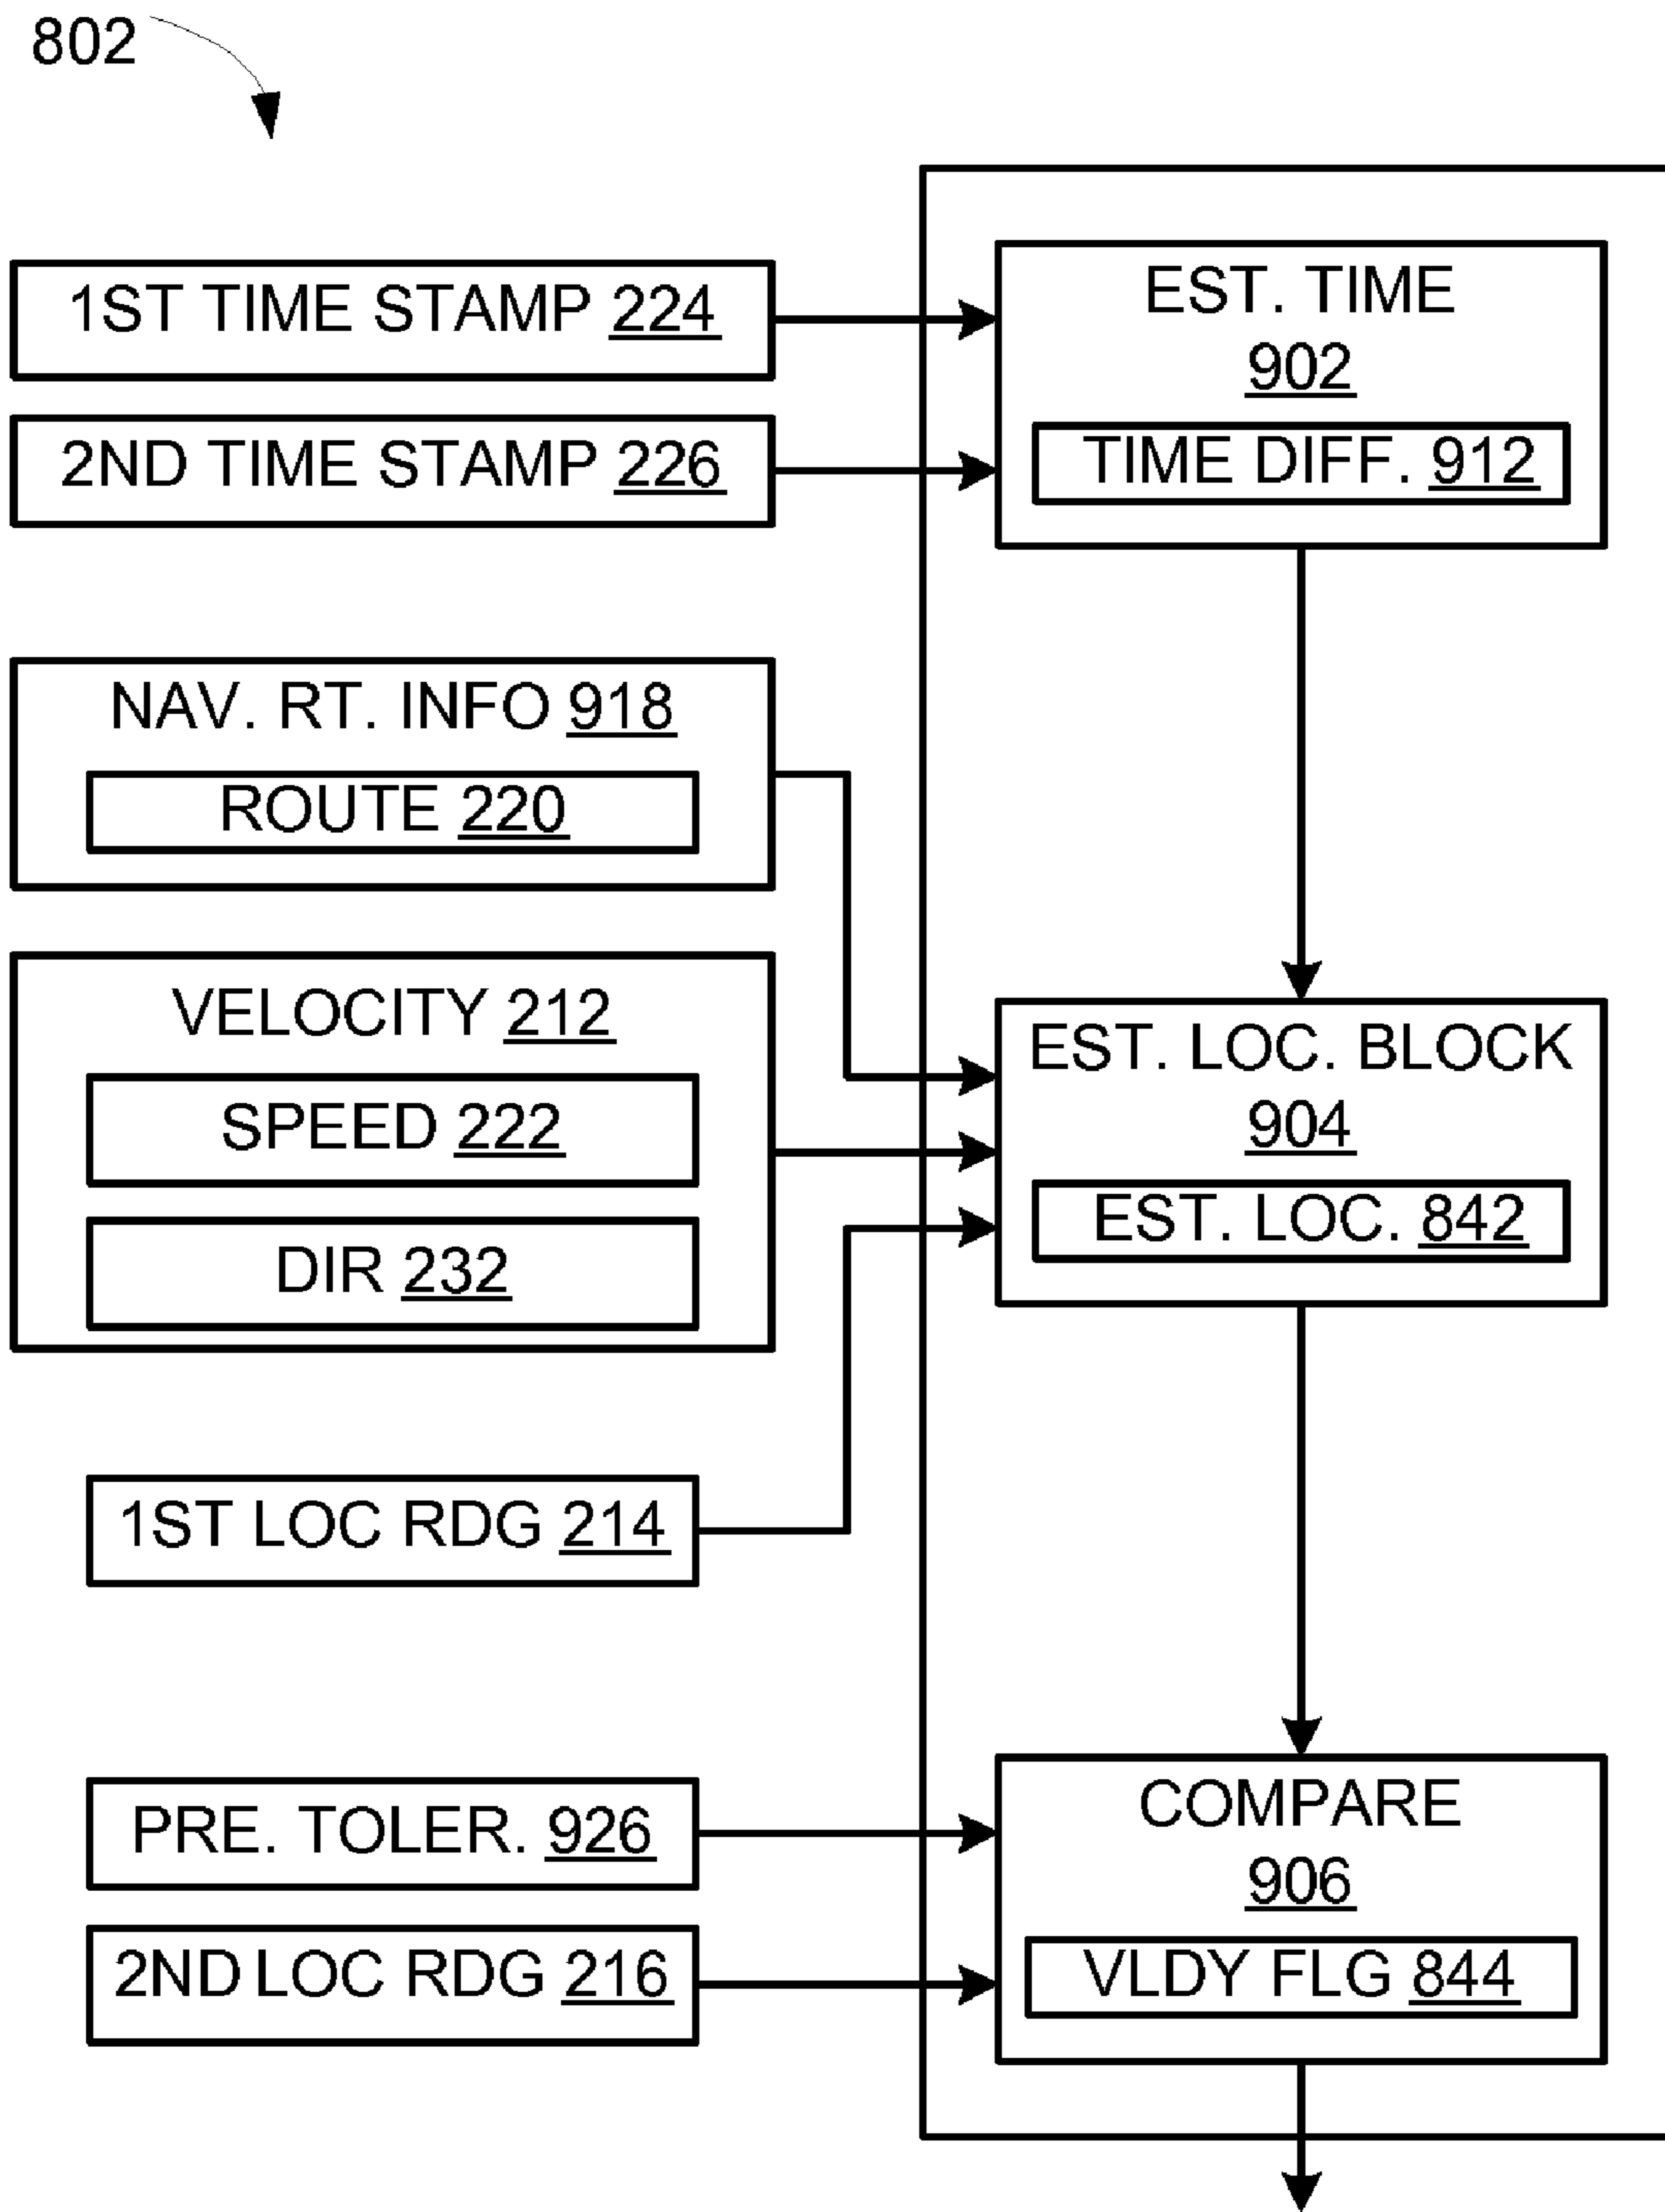 802
1ST TIME STAMP 224
2ND TIME STAMP 226
EST. TIME
902
TIME DIFF. 912
NAV. RT. INFO 918
ROUTE 220
VELOCITY 212
SPEED 222
DIR 232
EST. LOC. BLOCK
904
EST. LOC. 842
1ST LOC RDG 214
PRE. TOLER. 926
2ND LOC RDG 216
COMPARE
906
VLDY FLG 844